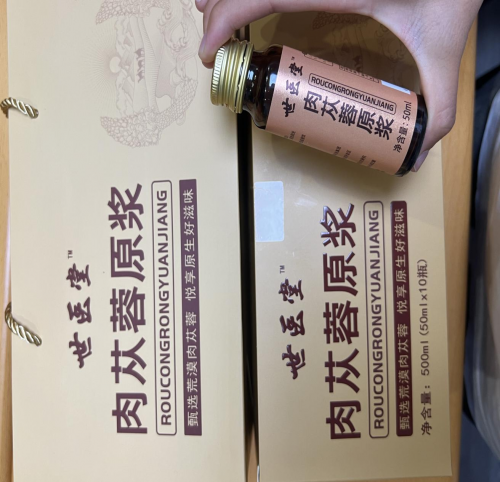 世医堂™
肉苁蓉原浆
ROUCONGRONGYUANJIANG
甄选荒漠肉苁蓉 悦享原生好滋味
世医堂™
肉苁蓉原浆
ROUCONGRONGYUANJIANG
甄选荒漠肉苁蓉 悦享原生好滋味
净含量：500ml(50ml×10瓶)
世医堂™
ROUCONGRONGYUANJIANG
肉苁蓉原浆
净含量：50ml